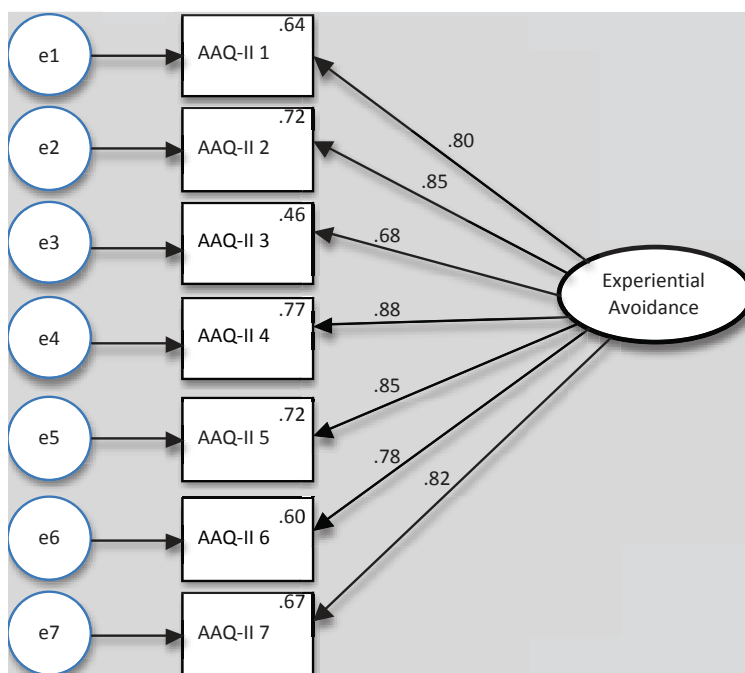 .64
e1
AAQ-II 1
.72
e2
AAQ-II 2
.80
.85
.46
e3
AAQ-II 3
.68
Experiential
Avoidance
.77
e4
AAQ-II 4
.88
.85
.72
e5
AAQ-II 5
.78
.82
.60
e6
AAQ-II 6
.67
e7
AAQ-II 7